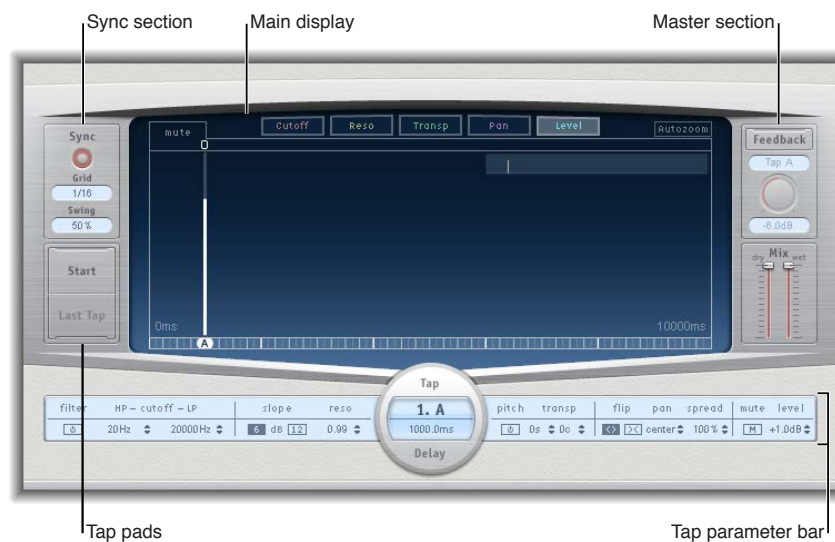 Sync section Main display Master section
mute Cutoff Reso Transp Pan Level Autozoom
Sync
Grid
1/16
Swing
50%
Feedback
Tap A
-6.0dB
Mix
dry wet
Start
Last Tap
0ms 10000ms
A
Tap
filter HP – cutoff – LP slope reso 1. A pitch transp flip pan spread mute level
20Hz 20000Hz 6 dB 12 0.99 1000.0ms 0s 0c <> >< center 100% M +1.0dB
Delay
Tap pads Tap parameter bar